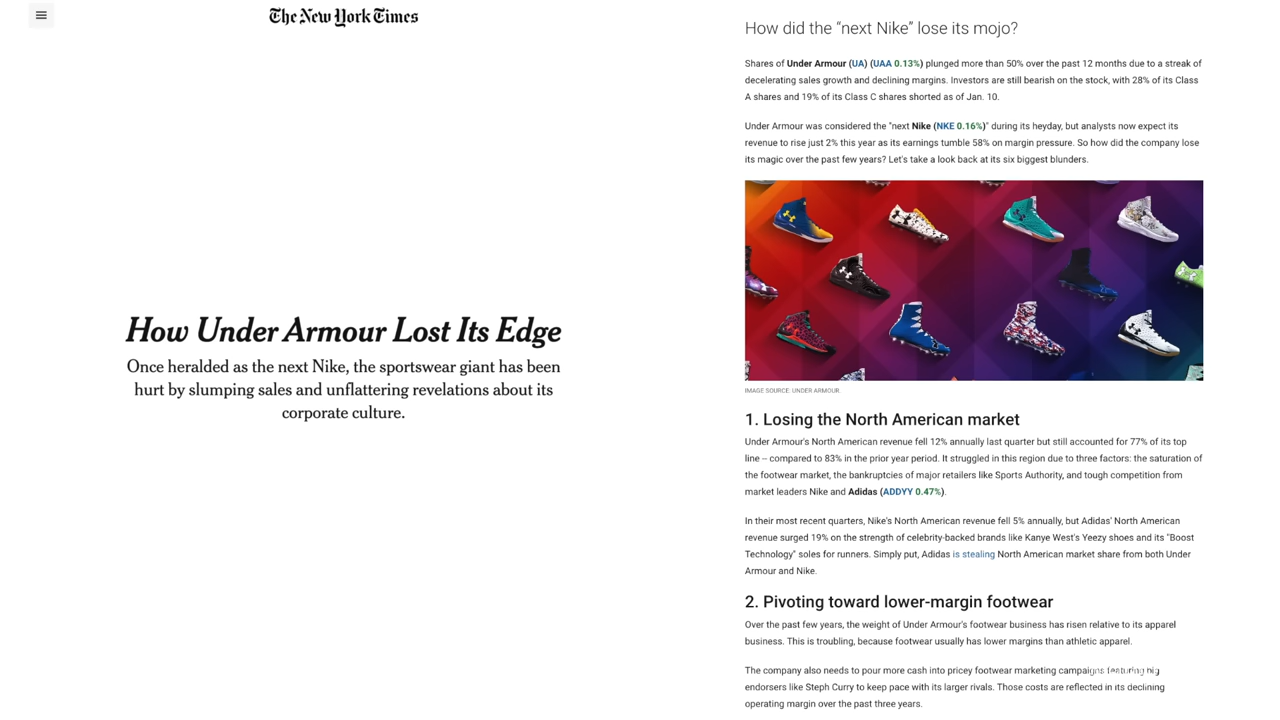 The New York Times
How Under Armour Lost Its Edge
Once heralded as the next Nike, the sportswear giant has been
hurt by slumping sales and unflattering revelations about its
corporate culture.
How did the “next Nike” lose its mojo?
Shares of Under Armour (UA) (UAA 0.13%) plunged more than 50% over the past 12 months due to a streak of
decelerating sales growth and declining margins. Investors are still bearish on the stock, with 28% of its Class
A shares and 19% of its Class C shares shorted as of Jan. 10.
Under Armour was considered the "next Nike (NKE 0.16%)" during its heyday, but analysts now expect its
revenue to rise just 2% this year as its earnings tumble 58% on margin pressure. So how did the company lose
its magic over the past few years? Let's take a look back at its six biggest blunders.
IMAGE SOURCE: UNDER ARMOUR.
1. Losing the North American market
Under Armour's North American revenue fell 12% annually last quarter but still accounted for 77% of its top
line -- compared to 83% in the prior year period. It struggled in this region due to three factors: the saturation of
the footwear market, the bankruptcies of major retailers like Sports Authority, and tough competition from
market leaders Nike and Adidas (ADDYY 0.47%).
In their most recent quarters, Nike's North American revenue fell 5% annually, but Adidas' North American
revenue surged 19% on the strength of celebrity-backed brands like Kanye West's Yeezy shoes and its "Boost
Technology" soles for runners. Simply put, Adidas is stealing North American market share from both Under
Armour and Nike.
2. Pivoting toward lower-margin footwear
Over the past few years, the weight of Under Armour's footwear business has risen relative to its apparel
business. This is troubling, because footwear usually has lower margins than athletic apparel.
The company also needs to pour more cash into pricey footwear marketing campaigns featuring big
endorsers like Steph Curry to keep pace with its larger rivals. Those costs are reflected in its declining
operating margin over the past three years.